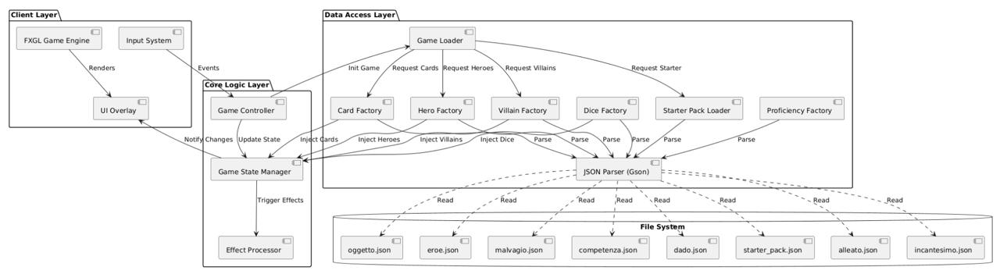 Client Layer
Data Access Layer
FXGL Game Engine
Input System
Game Loader
Renders
Events
Init Game
Request Cards
Request Heroes
Request Villains
Request Starter
Core Logic Layer
UI Overlay
Game Controller
Card Factory
Hero Factory
Villain Factory
Dice Factory
Starter Pack Loader
Proficiency Factory
Notify Changes
Update State
Inject Cards
Inject Heroes
Inject Villains
Inject Dice
Parse
Parse
Parse
Parse
Parse
Parse
Game State Manager
JSON Parser (Gson)
Trigger Effects
Read
Read
Read
Read
Read
Read
Read
Read
File System
Effect Processor
oggetto.json
eroe.json
malvagio.json
competenza.json
dado.json
starter_pack.json
alleato.json
incantesimo.json